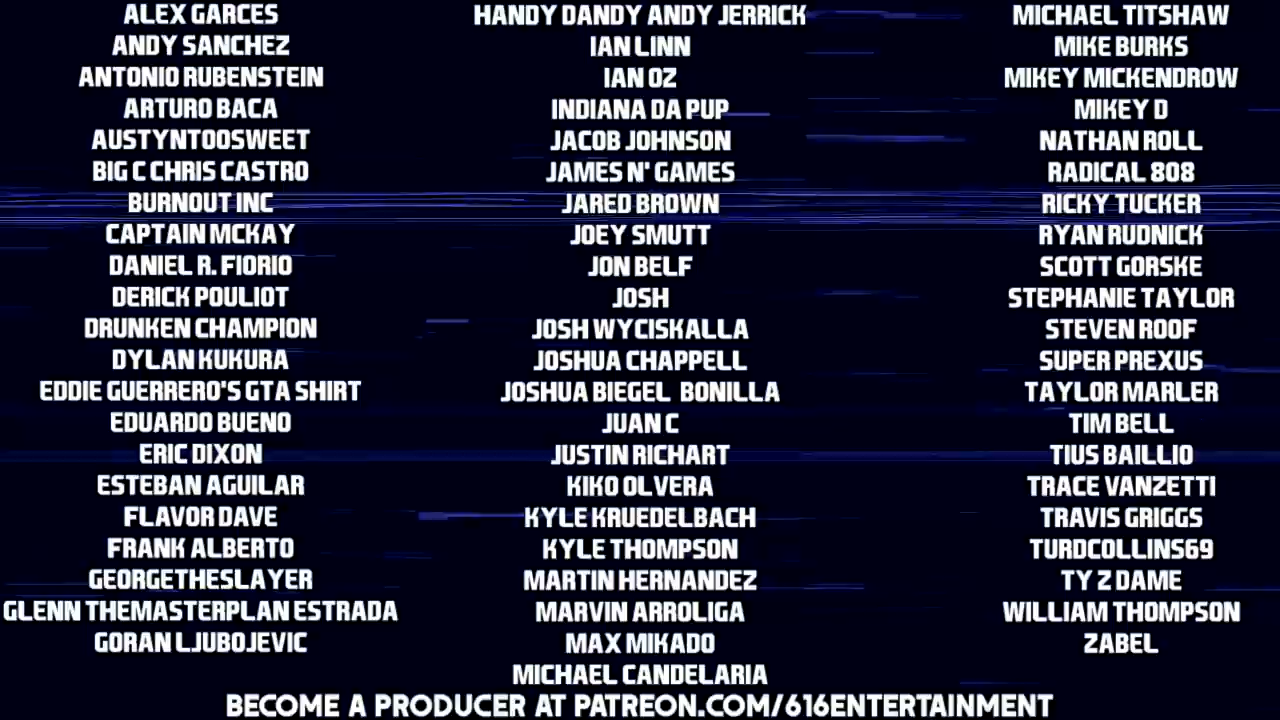 ALEX GARCES
ANDY SANCHEZ
ANTONIO RUBENSTEIN
ARTURO BACA
AUSTYNTOOSWEET
BIG C CHRIS CASTRO
BURNOUT INC
CAPTAIN MCKAY
DANIEL R. FIORIO
DERICK POULIOT
DRUNKEN CHAMPION
DYLAN KUKURA
EDDIE GUERRERO'S GTA SHIRT
EDUARDO BUENO
ERIC DIXON
ESTEBAN AGUILAR
FLAVOR DAVE
FRANK ALBERTO
GEORGETHESLAYER
GLENN THEMASTERPLAN ESTRADA
GORAN LJUBOJEVIC
HANDY DANDY ANDY JERRICK
IAN LINN
IAN OZ
INDIANA DA PUP
JACOB JOHNSON
JAMES N' GAMES
JARED BROWN
JOEY SMUTT
JON BELF
JOSH
JOSH WYCISKALLA
JOSHUA CHAPPELL
JOSHUA BIEGEL BONILLA
JUAN C
JUSTIN RICHART
KIKO OLVERA
KYLE KRUEDELBACH
KYLE THOMPSON
MARTIN HERNANDEZ
MARVIN ARROLIGA
MAX MIKADO
MICHAEL CANDELARIA
MICHAEL TITSHAW
MIKE BURKS
MIKEY MICKENDROW
MIKEY D
NATHAN ROLL
RADICAL 808
RICKY TUCKER
RYAN RUDNICK
SCOTT GORSKE
STEPHANIE TAYLOR
STEVEN ROOF
SUPER PREXUS
TAYLOR MARLER
TIM BELL
TIUS BAILLIO
TRACE VANZETTI
TRAVIS GRIGGS
TURDCOLLINS69
TY Z DAME
WILLIAM THOMPSON
ZABEL
BECOME A PRODUCER AT PATREON.COM/616ENTERTAINMENT